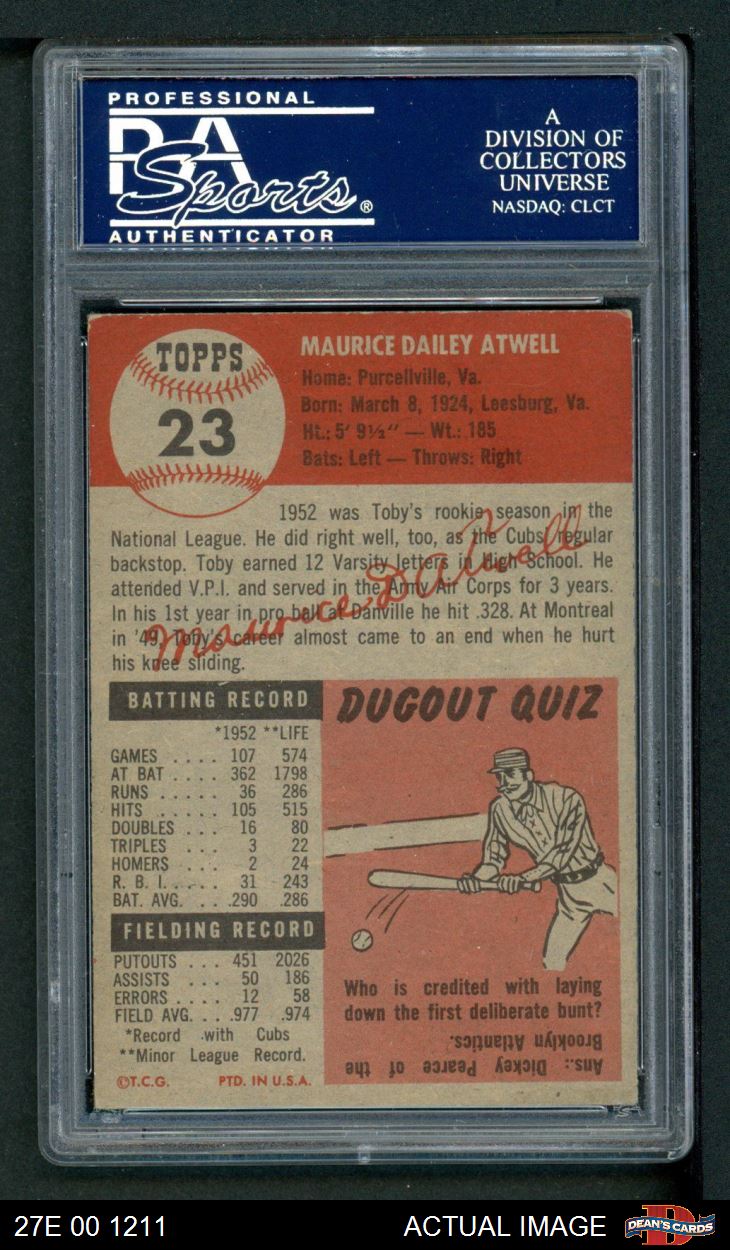 PROFESSIONAL
PSA
Sports®
AUTHENTICATOR
A
DIVISION OF
COLLECTORS
UNIVERSE
NASDAQ: CLCT
TOPPS
23
MAURICE DAILEY ATWELL
Home: Purcellville, Va.
Born: March 8, 1924, Leesburg, Va.
Ht.: 5' 9½" — Wt.: 185
Bats: Left — Throws: Right
1952 was Toby's rookie season in the
National League. He did right well, too, as the Cubs' regular
backstop. Toby earned 12 Varsity letters in High School. He
attended V.P.I. and served in the Army Air Corps for 3 years.
In his 1st year in pro ball at Danville he hit .328. At Montreal
in '49, Toby's career almost came to an end when he hurt
his knee sliding.
Maurice D Atwell
BATTING RECORD
*1952 **LIFE
GAMES .... 107 574
AT BAT .... 362 1798
RUNS ..... 36 286
HITS ..... 105 515
DOUBLES ... 16 80
TRIPLES ... 3 22
HOMERS ... 2 24
R. B. I. .... 31 243
BAT. AVG. ... .290 .286
FIELDING RECORD
PUTOUTS ... 451 2026
ASSISTS ... 50 186
ERRORS .... 12 58
FIELD AVG. .. .977 .974
*Record with Cubs
**Minor League Record.
©T.C.G. PTD. IN U.S.A.
DUGOUT QUIZ
Who is credited with laying
down the first deliberate bunt?
Ans.: Dickey Pearce of the
Brooklyn Atlantics.
27E 00 1211
ACTUAL IMAGE
DEAN'S CARDS